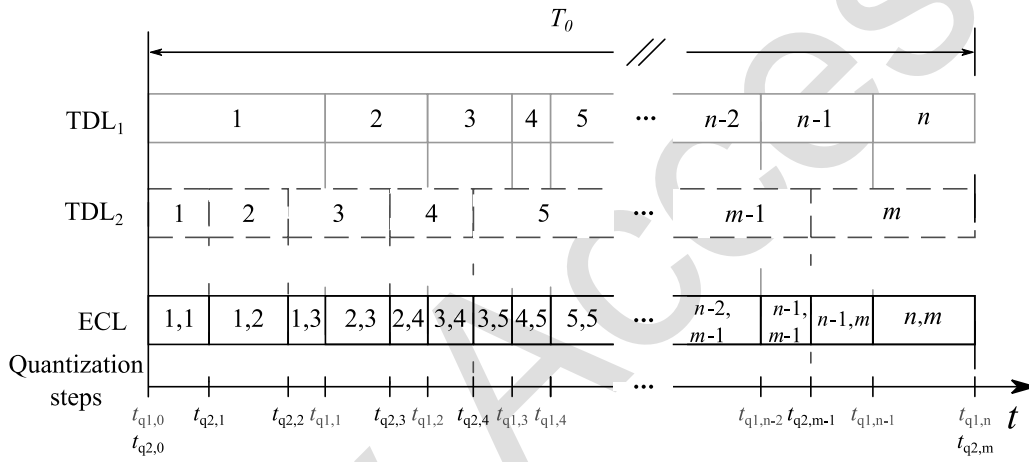 T0
TDL1 1 2 3 4 5 ••• n-2 n-1 n
TDL2 1 2 3 4 5 ••• m-1 m
ECL 1,1 1,2 1,3 2,3 2,4 3,4 3,5 4,5 5,5 ••• n-2, m-1 n-1, m-1 n-1,m n,m
Quantization
steps •••
tq1,0 tq2,1 tq2,2 tq1,1 tq2,3 tq1,2 tq2,4 tq1,3 tq1,4 tq1,n-2 tq2,m-1 tq1,n-1 tq1,n t
tq2,0 tq2,m
Acces